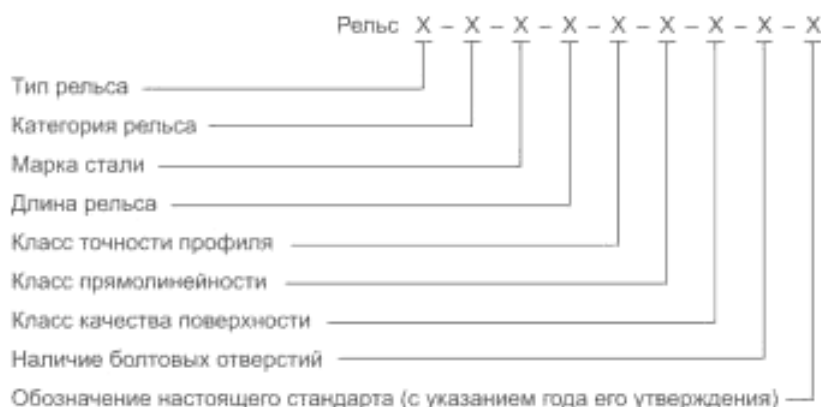 Рельс X – X – X – X – X – X – X – X – X
Тип рельса
Категория рельса
Марка стали
Длина рельса
Класс точности профиля
Класс прямолинейности
Класс качества поверхности
Наличие болтовых отверстий
Обозначение настоящего стандарта (с указанием года его утверждения)